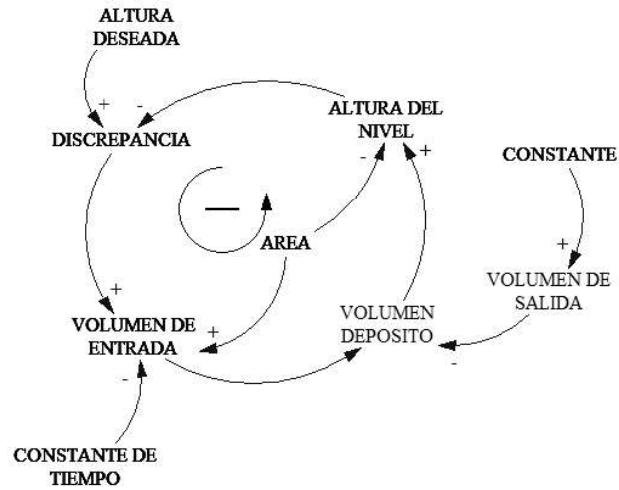 ALTURA
DESEADA
+ -
DISCREPANCIA
ALTURA DEL
NIVEL
- +
CONSTANTE
—
AREA
+
VOLUMEN DE
SALIDA
+
VOLUMEN DE
ENTRADA
+
VOLUMEN
DEPOSITO
-
-
CONSTANTE DE
TIEMPO